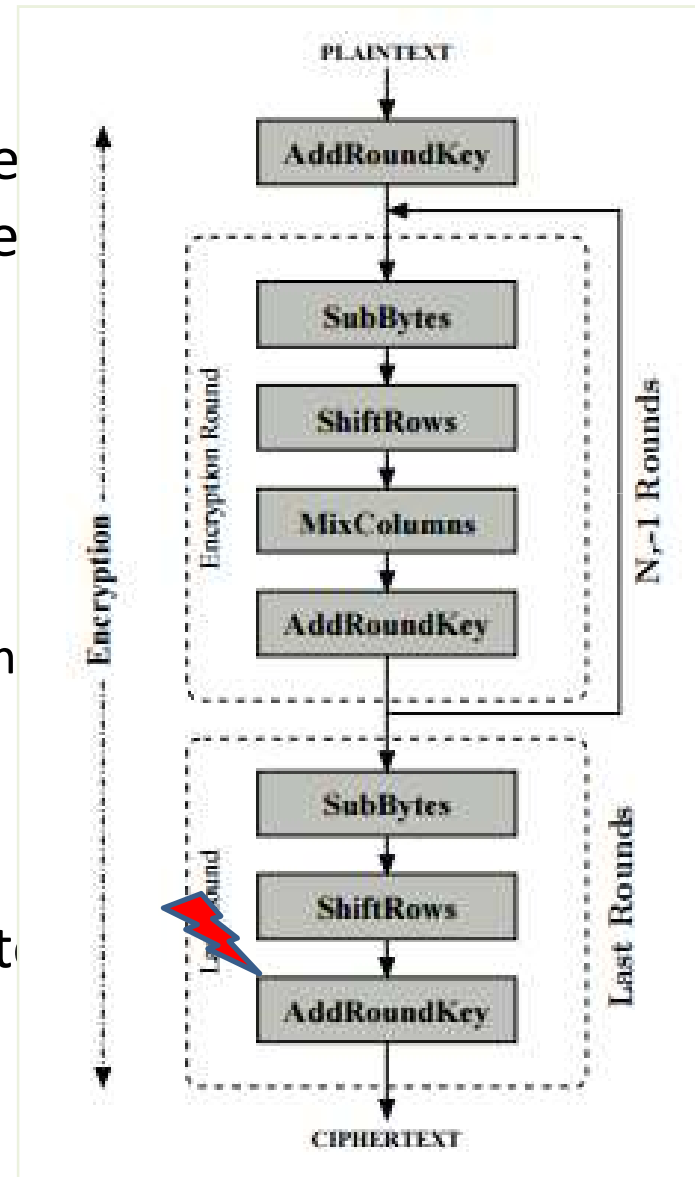 PLAINTEXT
AddRoundKey
e
e
SubBytes
ShiftRows
MixColumns
AddRoundKey
Encryption Round
Nr-1 Rounds
Encryption
n
SubBytes
ShiftRows
AddRoundKey
Last Rounds
CIPHERTEXT